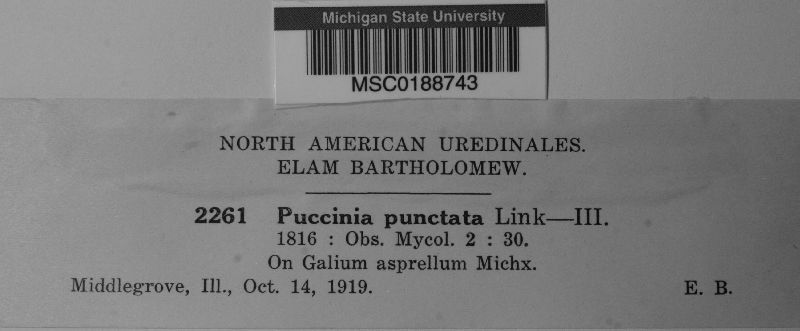 Michigan State University
MSC0188743
NORTH AMERICAN UREDINALES.
ELAM BARTHOLOMEW.
2261 Puccinia punctata Link—III.
1816 : Obs. Mycol. 2 : 30.
On Galium asprellum Michx.
Middlegrove, Ill., Oct. 14, 1919. E. B.